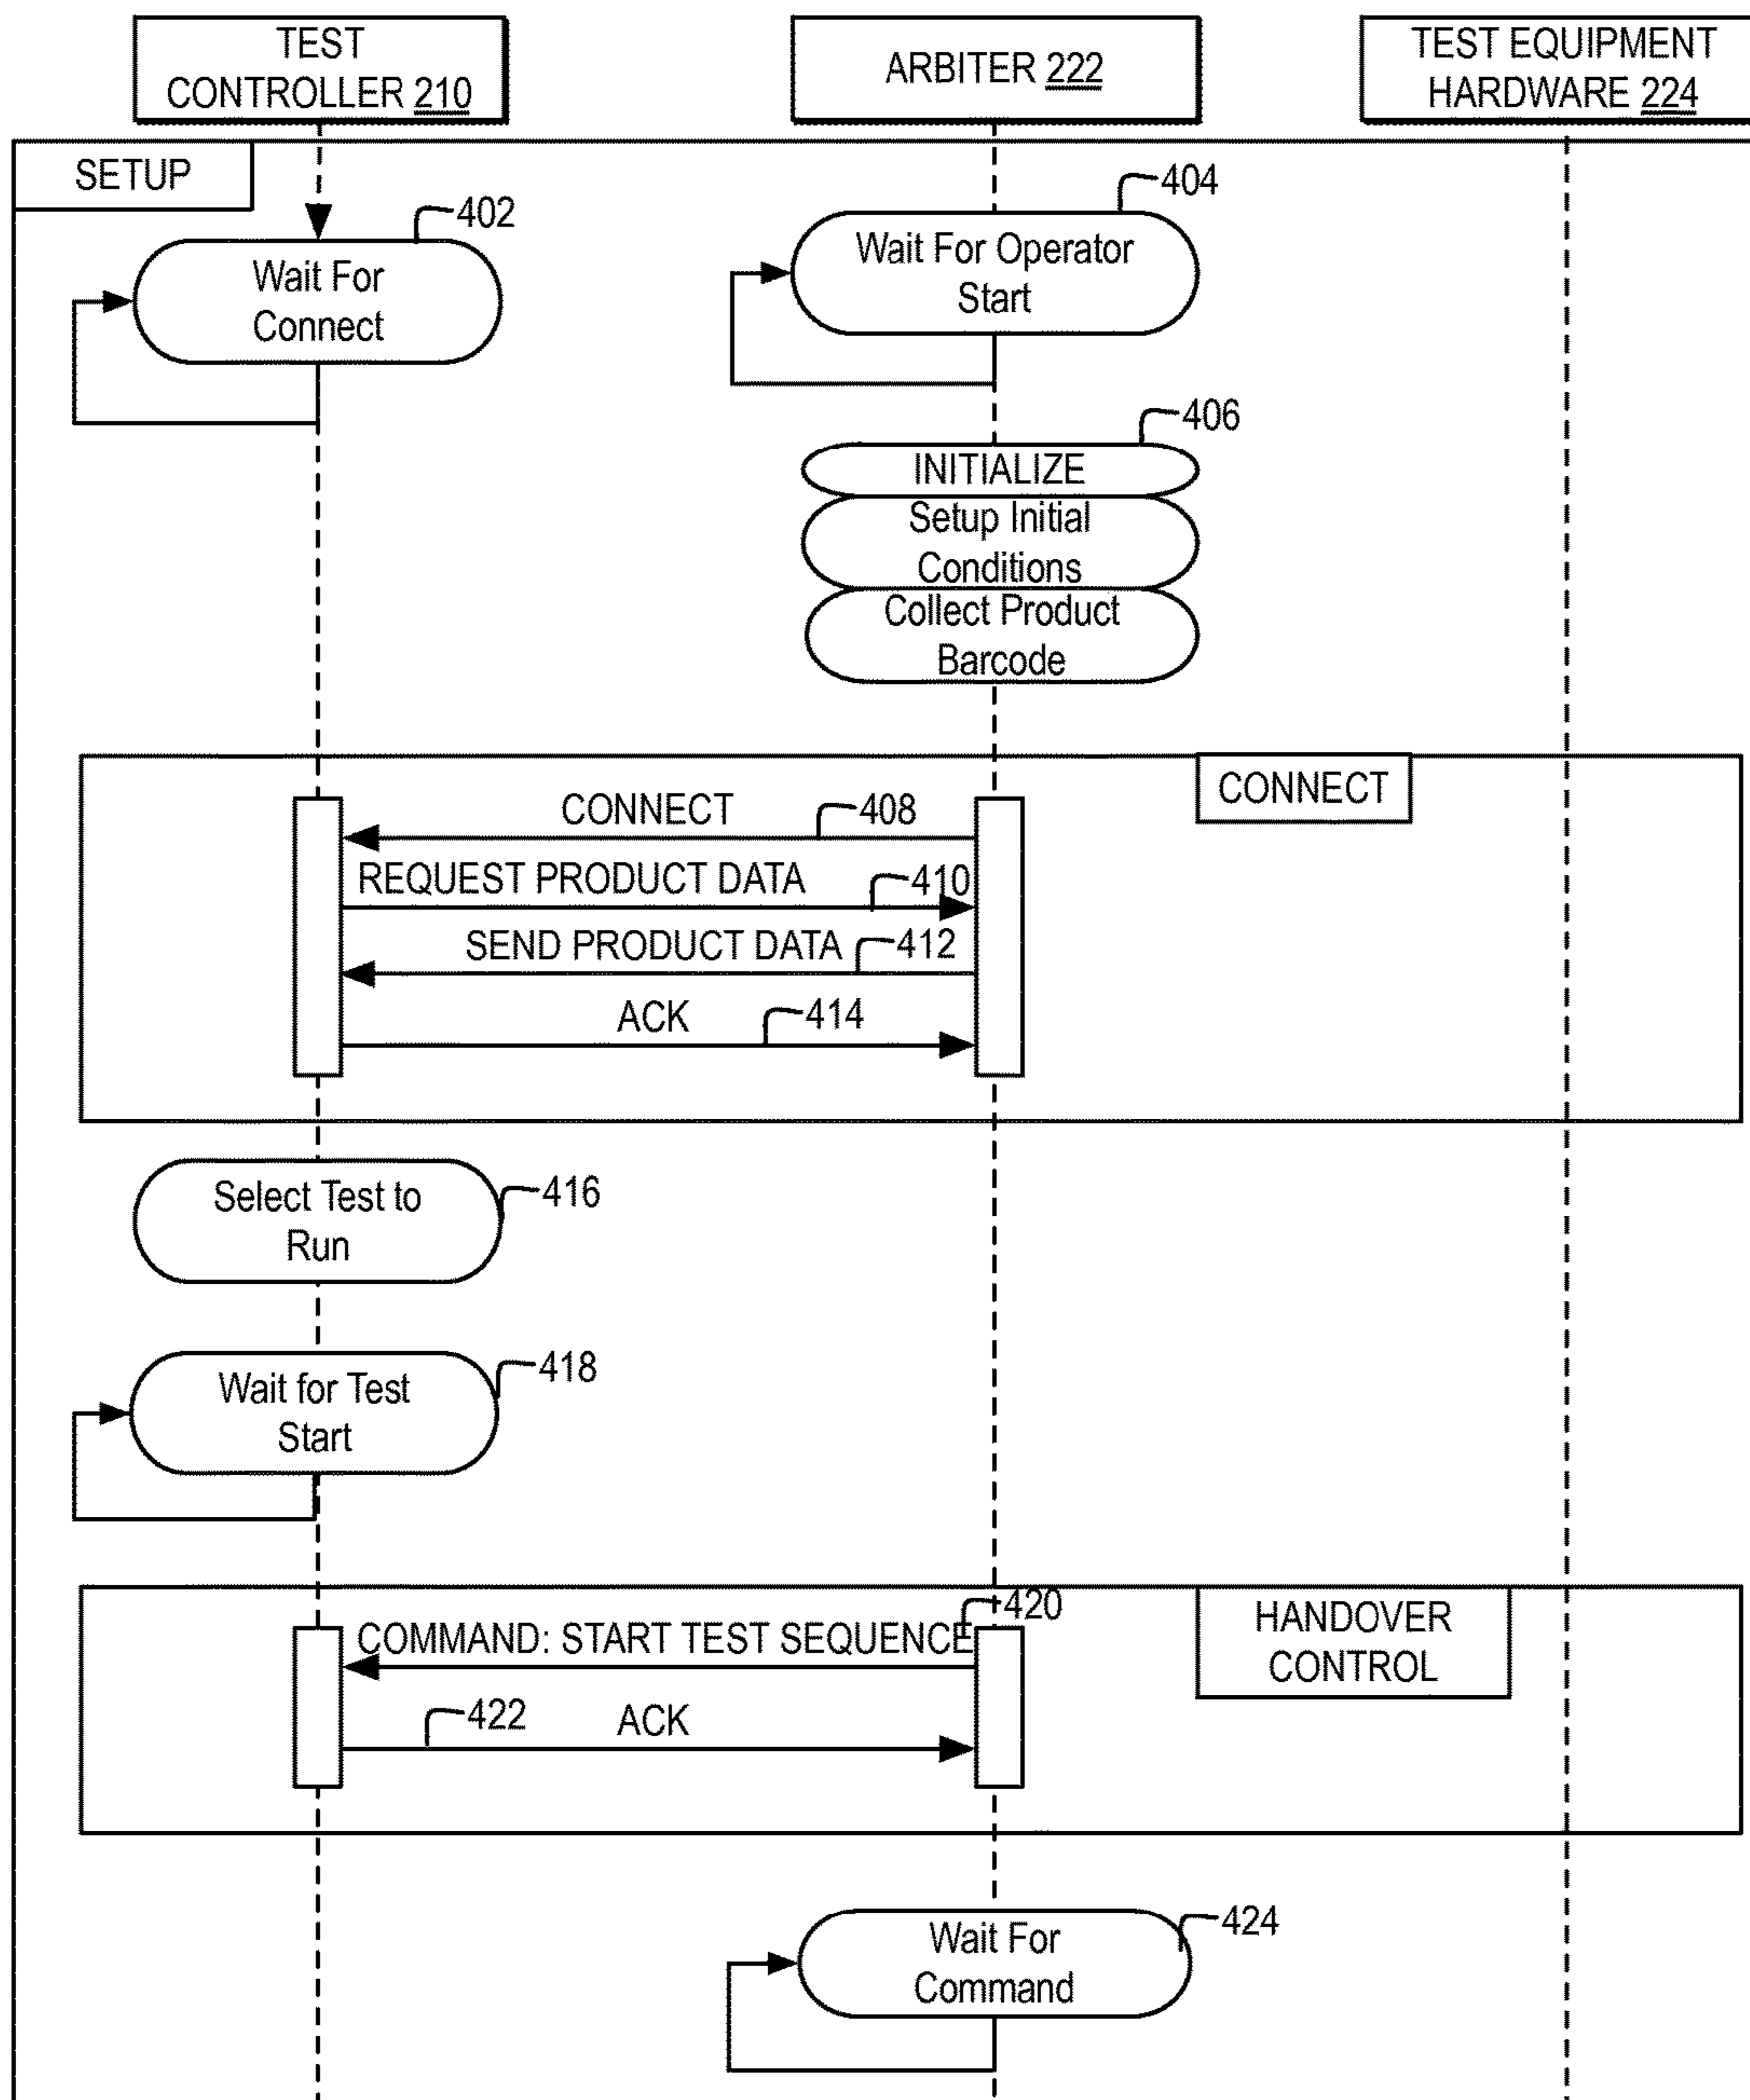 TEST
CONTROLLER 210
ARBITER 222
TEST EQUIPMENT
HARDWARE 224
SETUP
402
Wait For
Connect
404
Wait For Operator
Start
406
INITIALIZE
Setup Initial
Conditions
Collect Product
Barcode
CONNECT
CONNECT
408
REQUEST PRODUCT DATA
410
SEND PRODUCT DATA
412
ACK
414
Select Test to
Run
416
Wait for Test
Start
418
HANDOVER
CONTROL
COMMAND: START TEST SEQUENCE
420
422
ACK
Wait For
Command
424